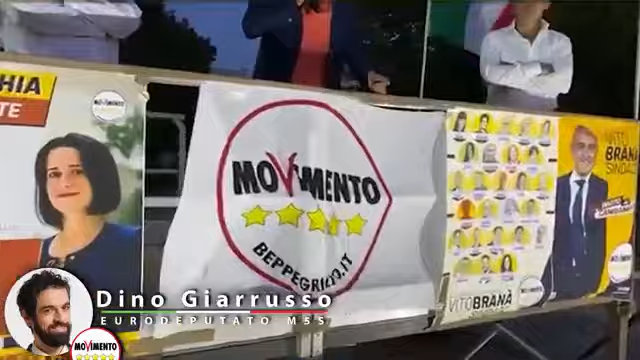 HIA
TE
MOVIMENTO
MOVIMENTO
BEPPEGRILLO.IT
VITO
BRANÀ
SINDACO
VITO BRANÀ
Dino Giarrusso
EURODEPUTATO M5S
MOVIMENTO